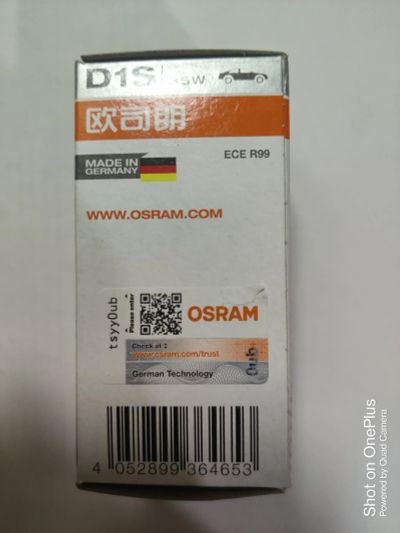 D1S 35W
欧司朗
MADE IN
GERMANY
ECE R99
WWW.OSRAM.COM
tsyy0ub
Please enter
OSRAM
Check at :
www.osram.com/trust
0ub
German Technology
4 052899 364653
Shot on OnePlus
Powered by Quad Camera